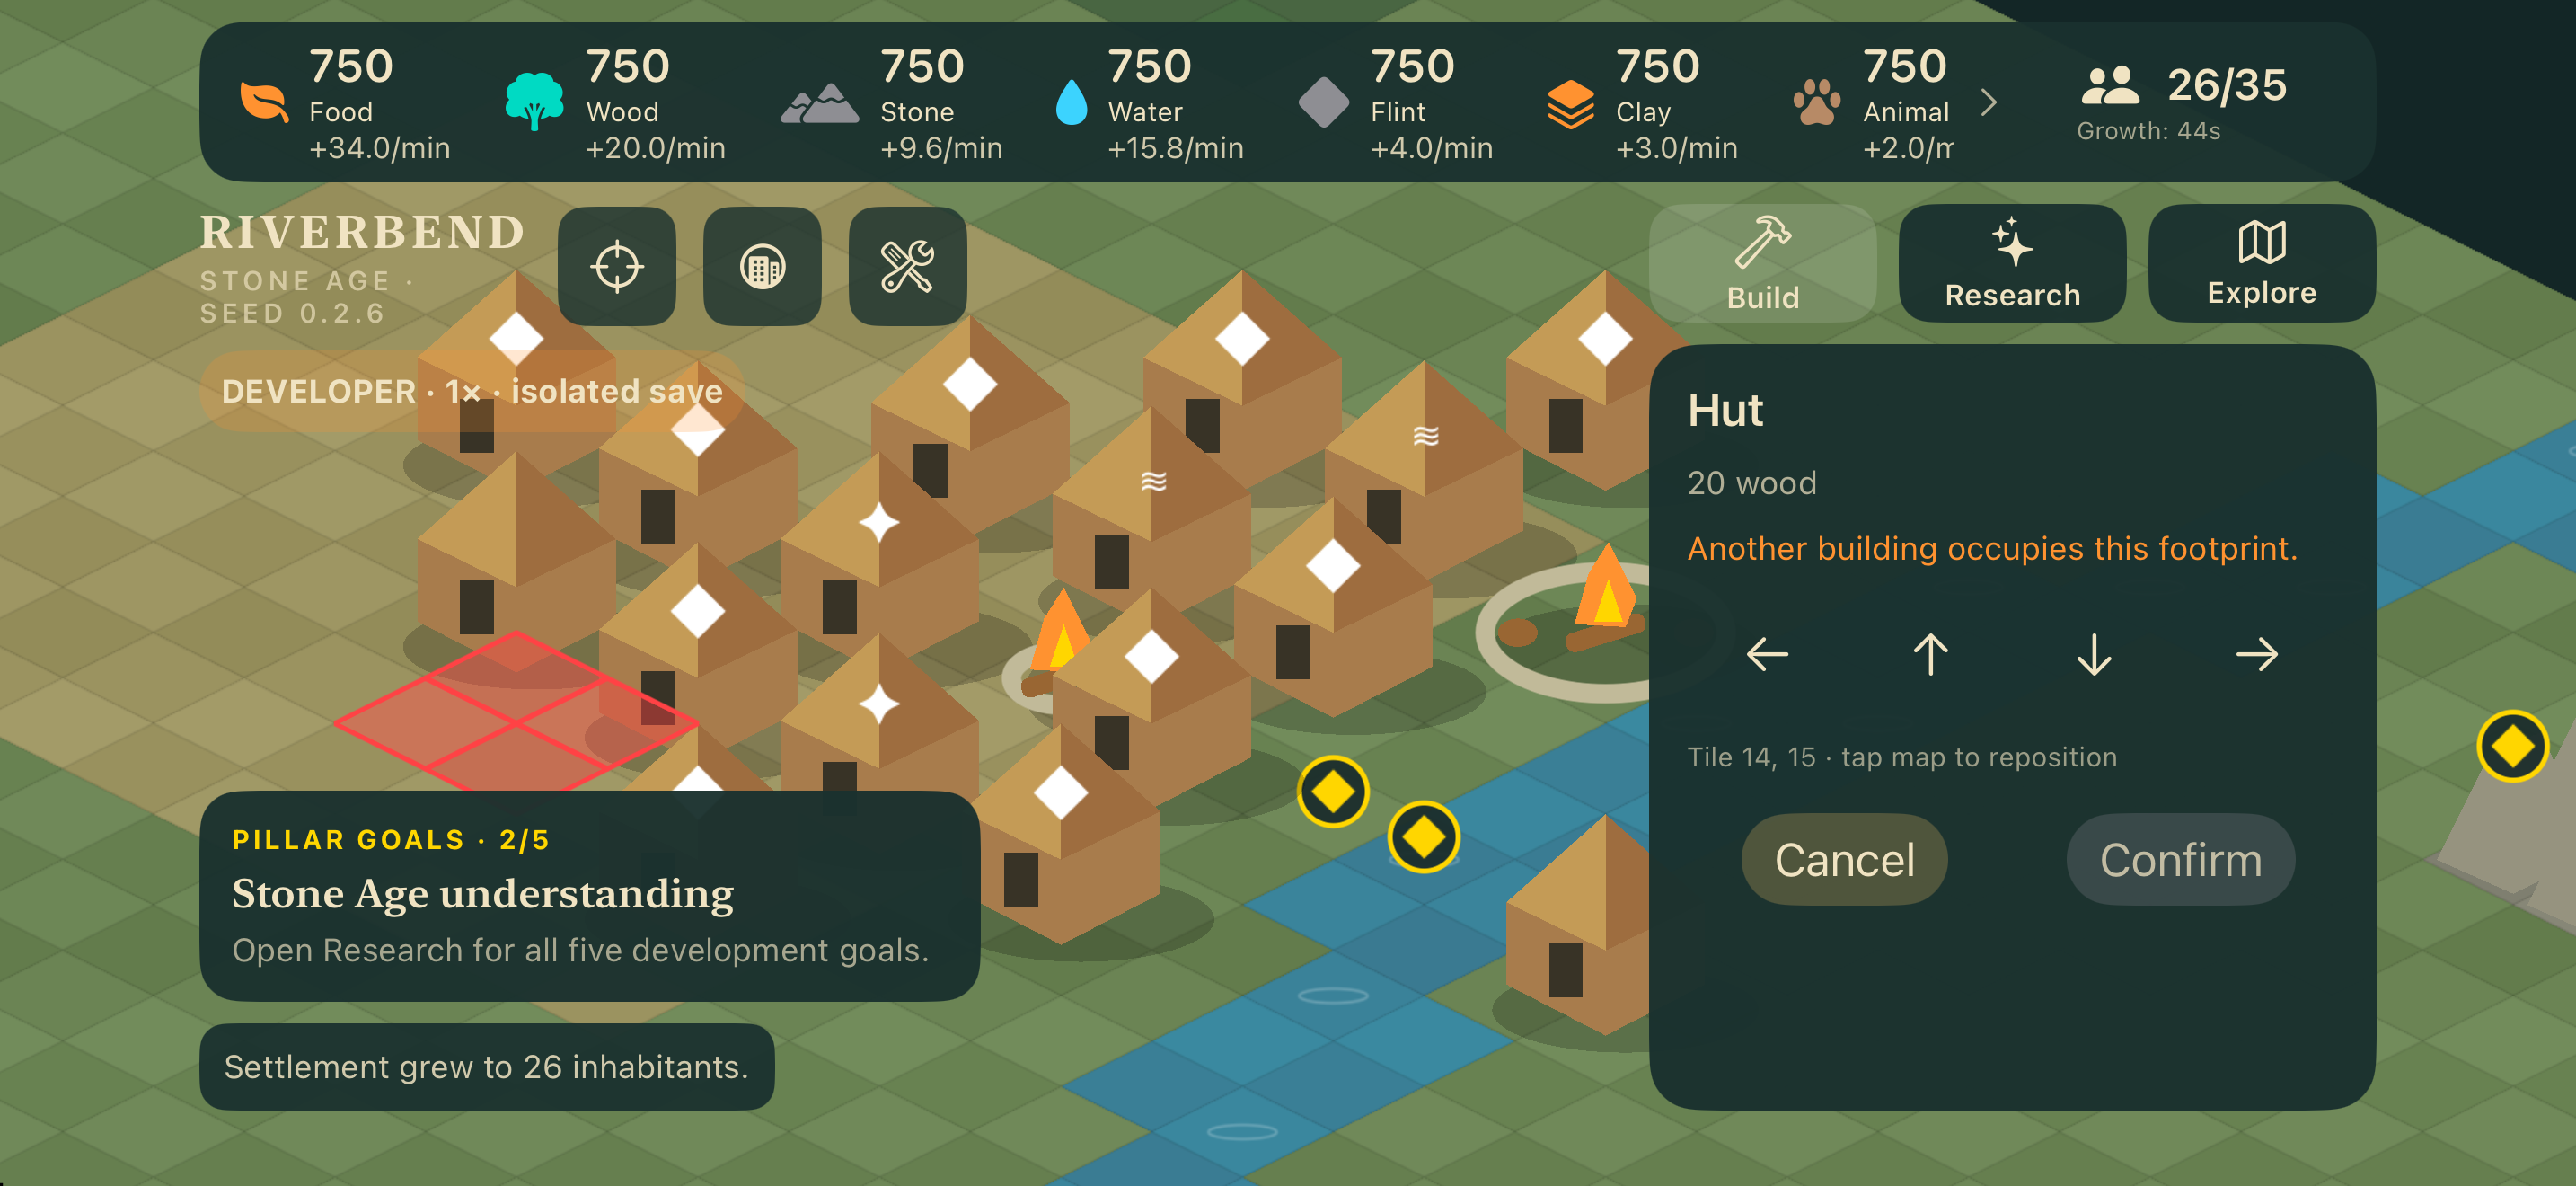 750
Food
+34.0/min
750
Wood
+20.0/min
750
Stone
+9.6/min
750
Water
+15.8/min
750
Flint
+4.0/min
750
Clay
+3.0/min
750
Animal
+2.0/m
26/35
Growth: 44s
RIVERBEND
STONE AGE ·
SEED 0.2.6
DEVELOPER · 1× · isolated save
Build
Research
Explore
Hut
20 wood
Another building occupies this footprint.
Tile 14, 15 · tap map to reposition
Cancel
Confirm
PILLAR GOALS · 2/5
Stone Age understanding
Open Research for all five development goals.
Settlement grew to 26 inhabitants.